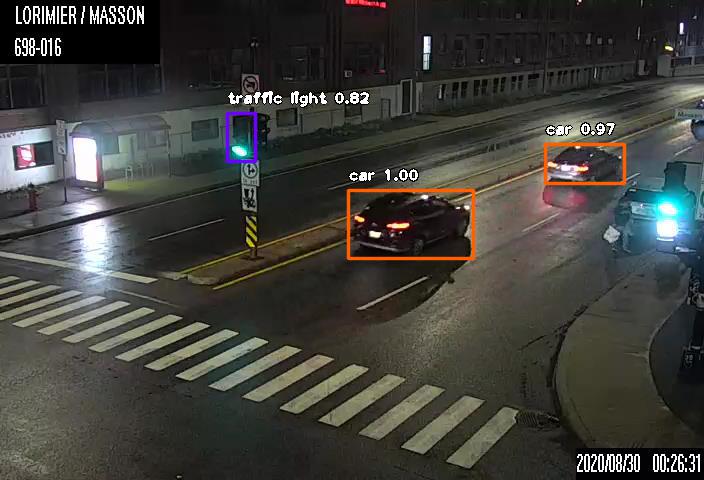 LORIMIER / MASSON
698-016
traffic light 0.82
car 0.97
car 1.00
2020/08/30 00:26:31